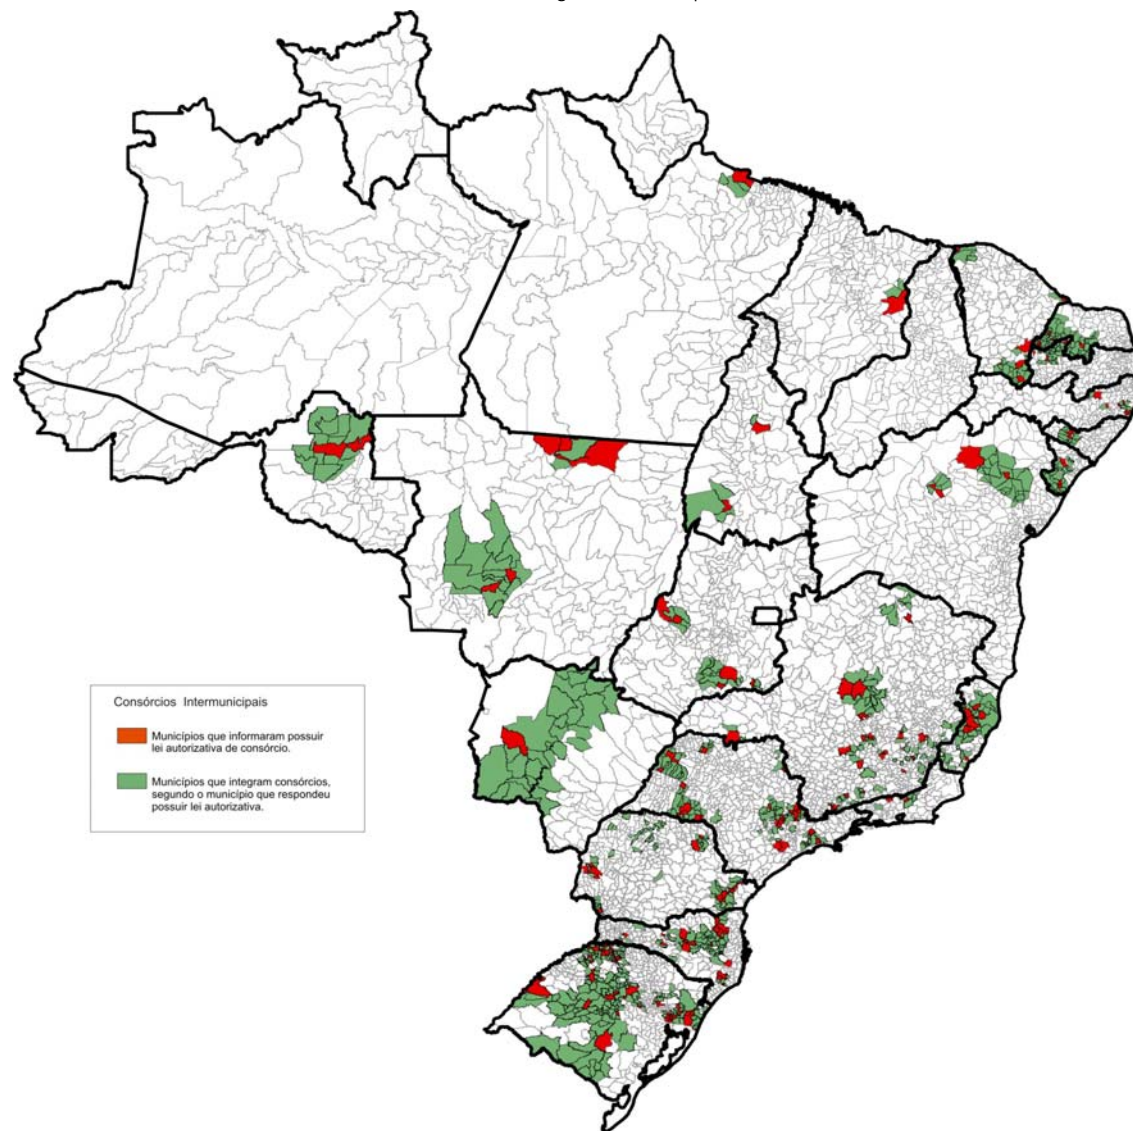 Consórcios Intermunicipais
Municípios que informaram possuir
lei autorizativa de consórcio.
Municípios que integram consórcios,
segundo o município que respondeu
possuir lei autorizativa.